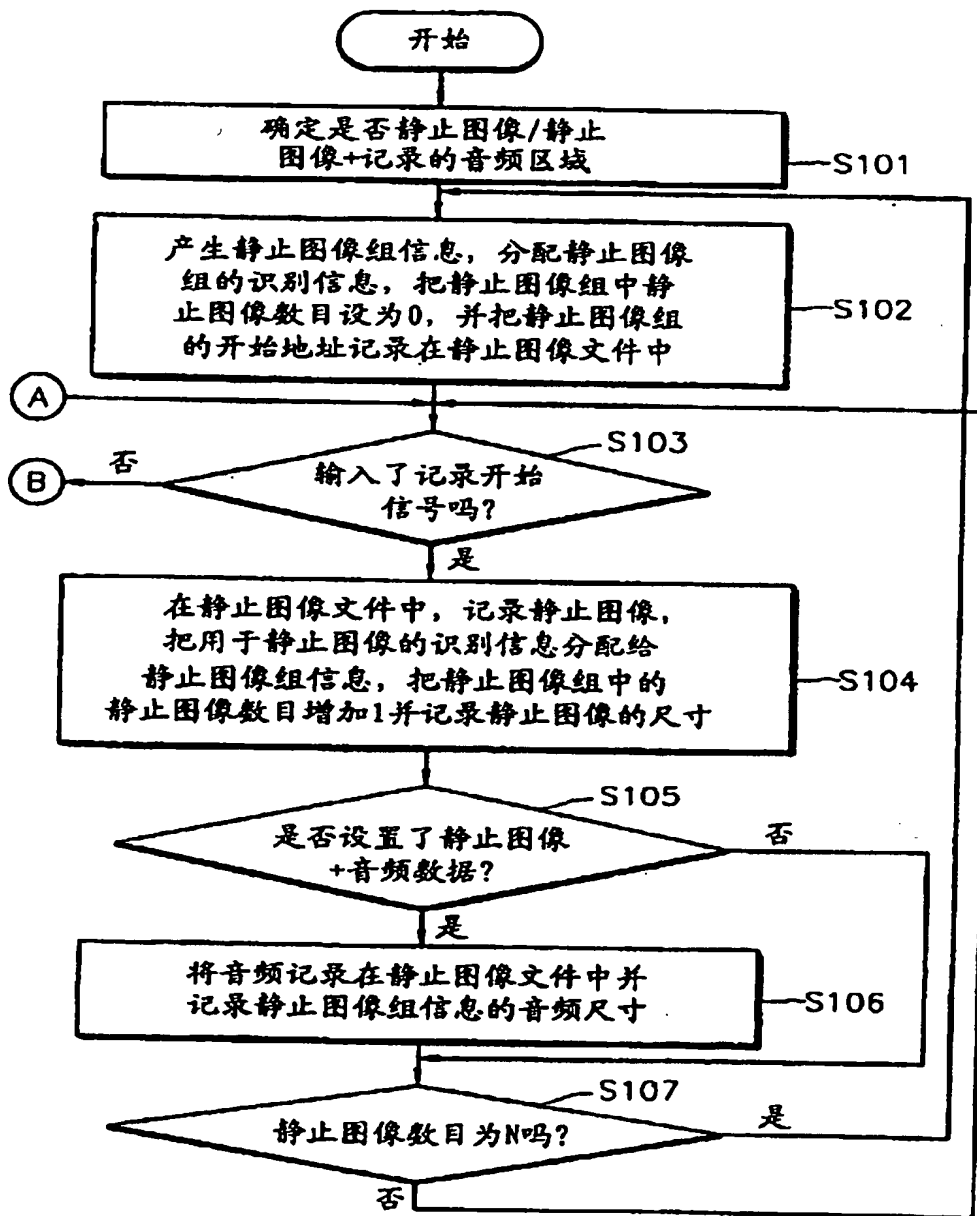 开始
确定是否静止图像/静止
图像+记录的音频区域
S101
产生静止图像组信息，分配静止图像
组的识别信息，把静止图像组中静
止图像数目设为0，并把静止图像组
的开始地址记录在静止图像文件中
S102
A
S103
B
否
输入了记录开始
信号吗?
是
在静止图像文件中，记录静止图像，
把用于静止图像的识别信息分配给
静止图像组信息，把静止图像组中的
静止图像数目增加1并记录静止图像的尺寸
S104
S105
是否设置了静止图像
+音频数据?
否
是
将音频记录在静止图像文件中并
记录静止图像组信息的音频尺寸
S106
S107
静止图像数目为N吗?
是
否